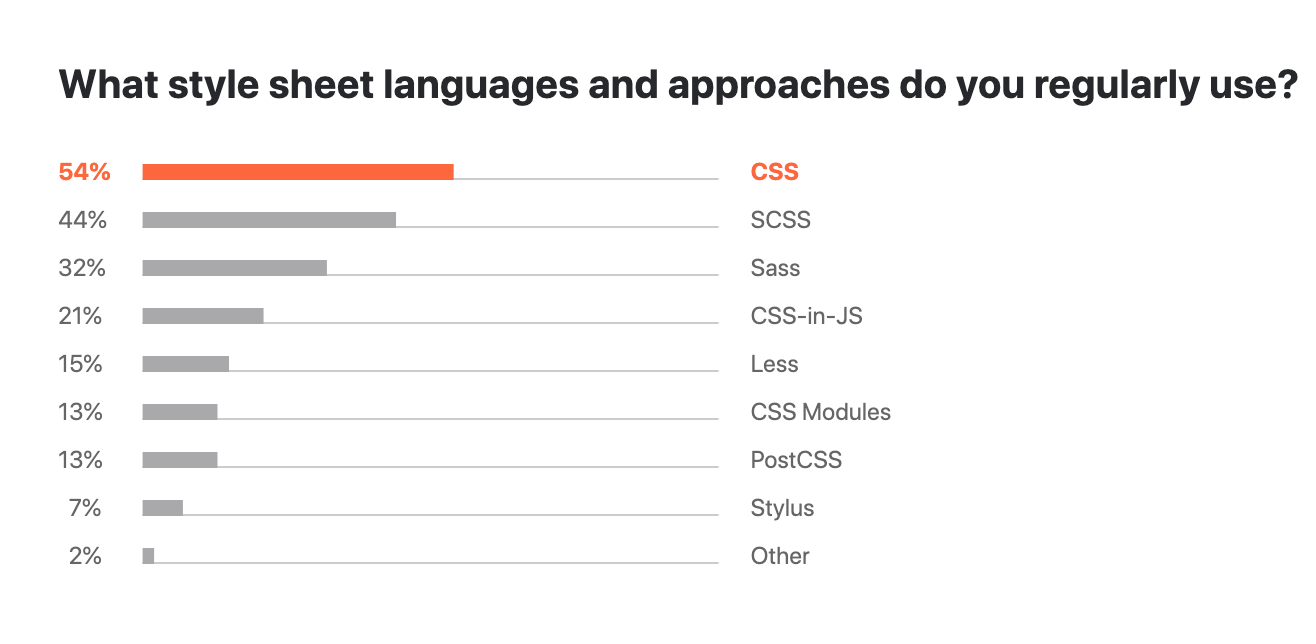 What style sheet languages and approaches do you regularly use?
54% CSS
44% SCSS
32% Sass
21% CSS-in-JS
15% Less
13% CSS Modules
13% PostCSS
7% Stylus
2% Other